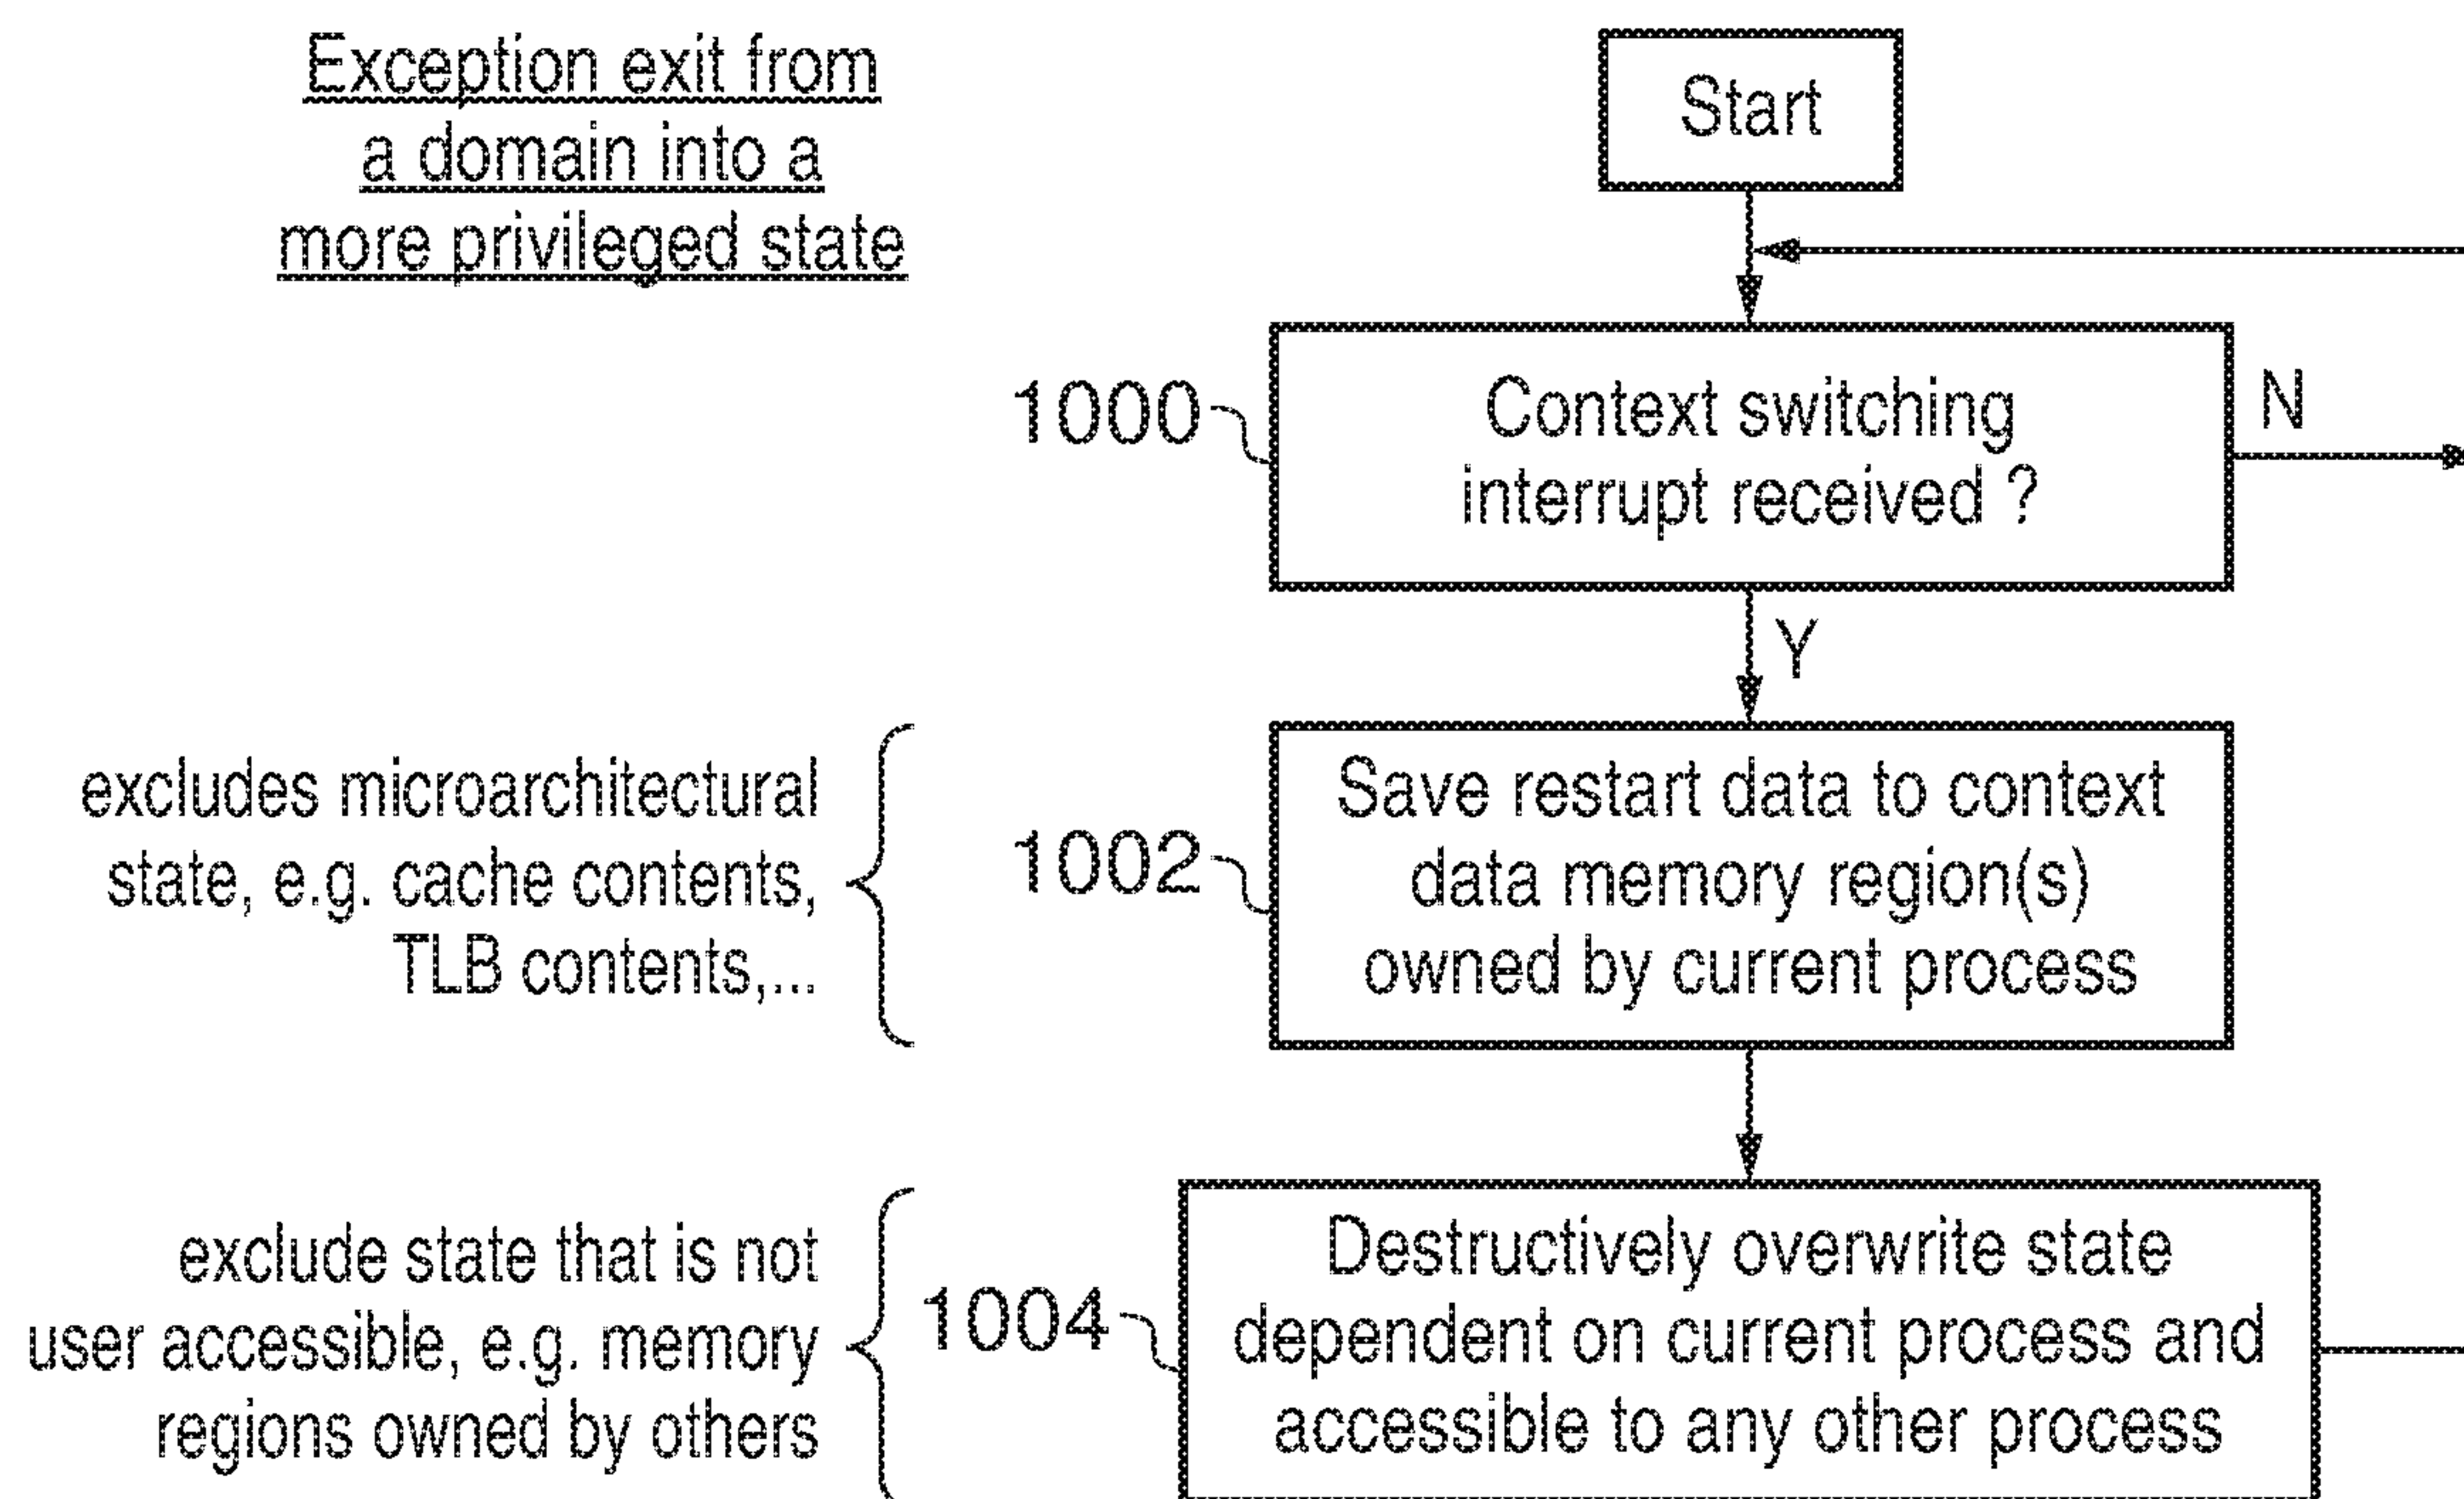 Exception exit from
a domain into a
more privileged state
Start
1000
Context switching
interrupt received ?
N
Y
excludes microarchitectural
state, e.g. cache contents,
TLB contents,...
1002
Save restart data to context
data memory region(s)
owned by current process
exclude state that is not
user accessible, e.g. memory
regions owned by others
1004
Destructively overwrite state
dependent on current process and
accessible to any other process